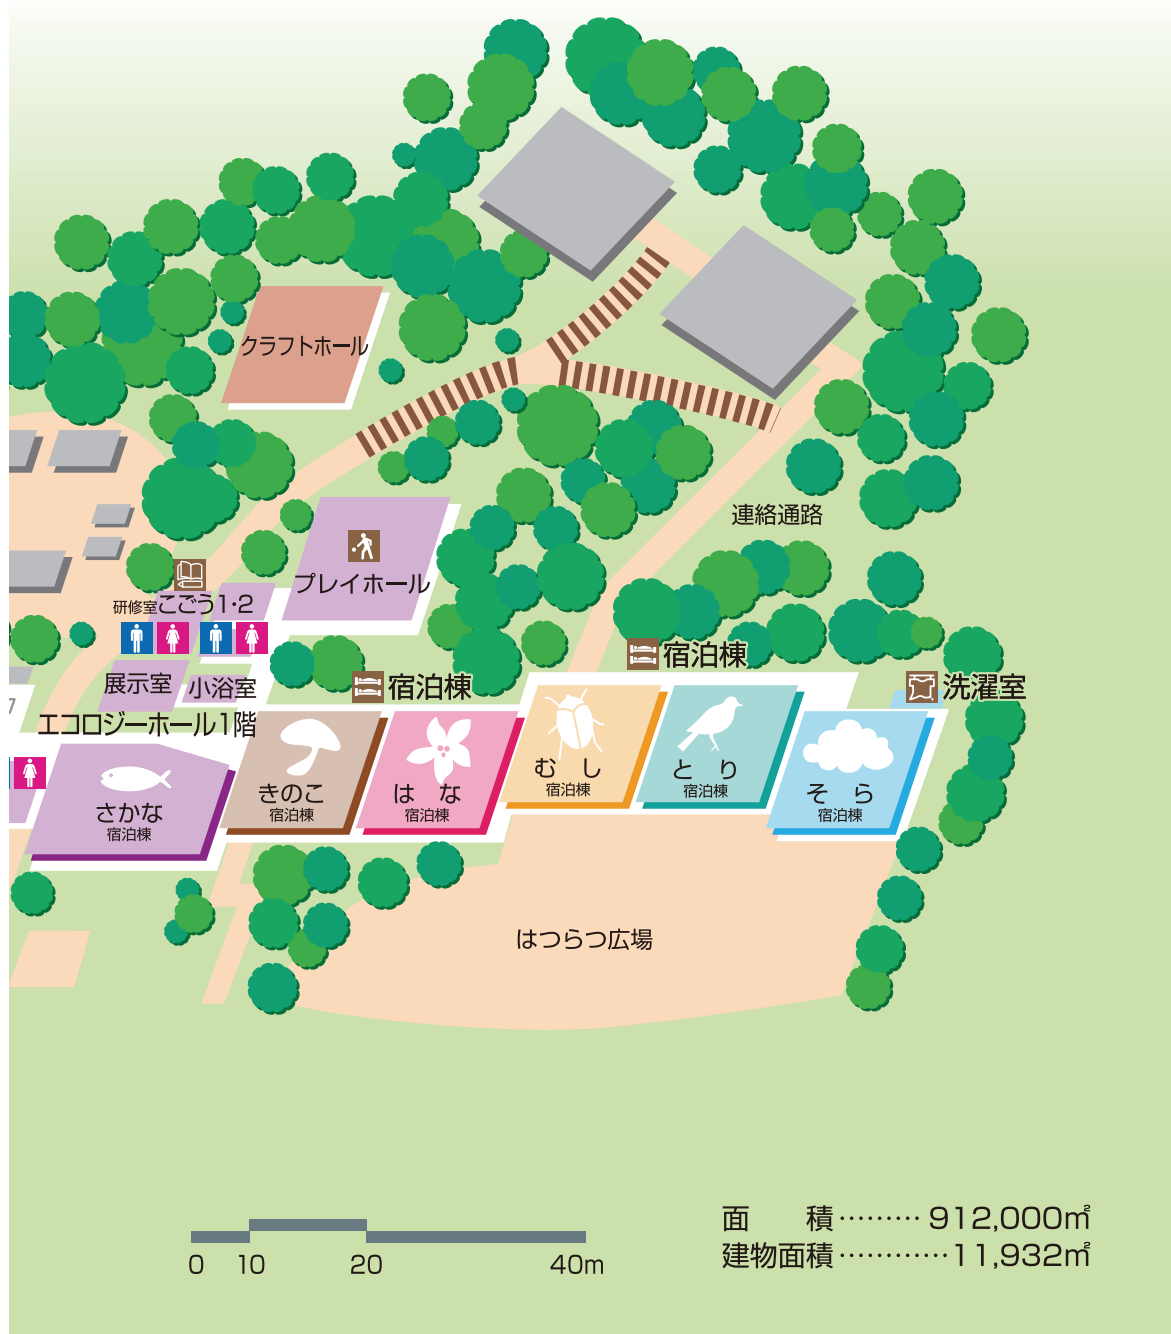 クラフトホール
連絡通路
プレイホール
研修室こごう1・2
宿泊棟
宿泊棟
展示室
小浴室
洗濯室
エコロジーホール1階
むし
宿泊棟
とり
宿泊棟
きのこ
宿泊棟
はな
宿泊棟
そら
宿泊棟
さかな
宿泊棟
はつらつ広場
0 10 20 40m
面積………912,000㎡
建物面積…………11,932㎡